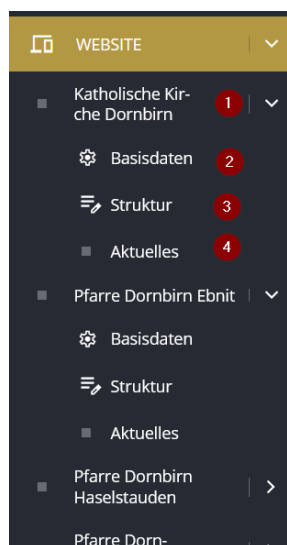 WEBSITE
Katholische Kir-
che Dornbirn 1
Basisdaten 2
Struktur 3
Aktuelles 4
Pfarre Dornbirn Ebnit
Basisdaten
Struktur
Aktuelles
Pfarre Dornbirn
Haselstauden
Pfarre Dorn-